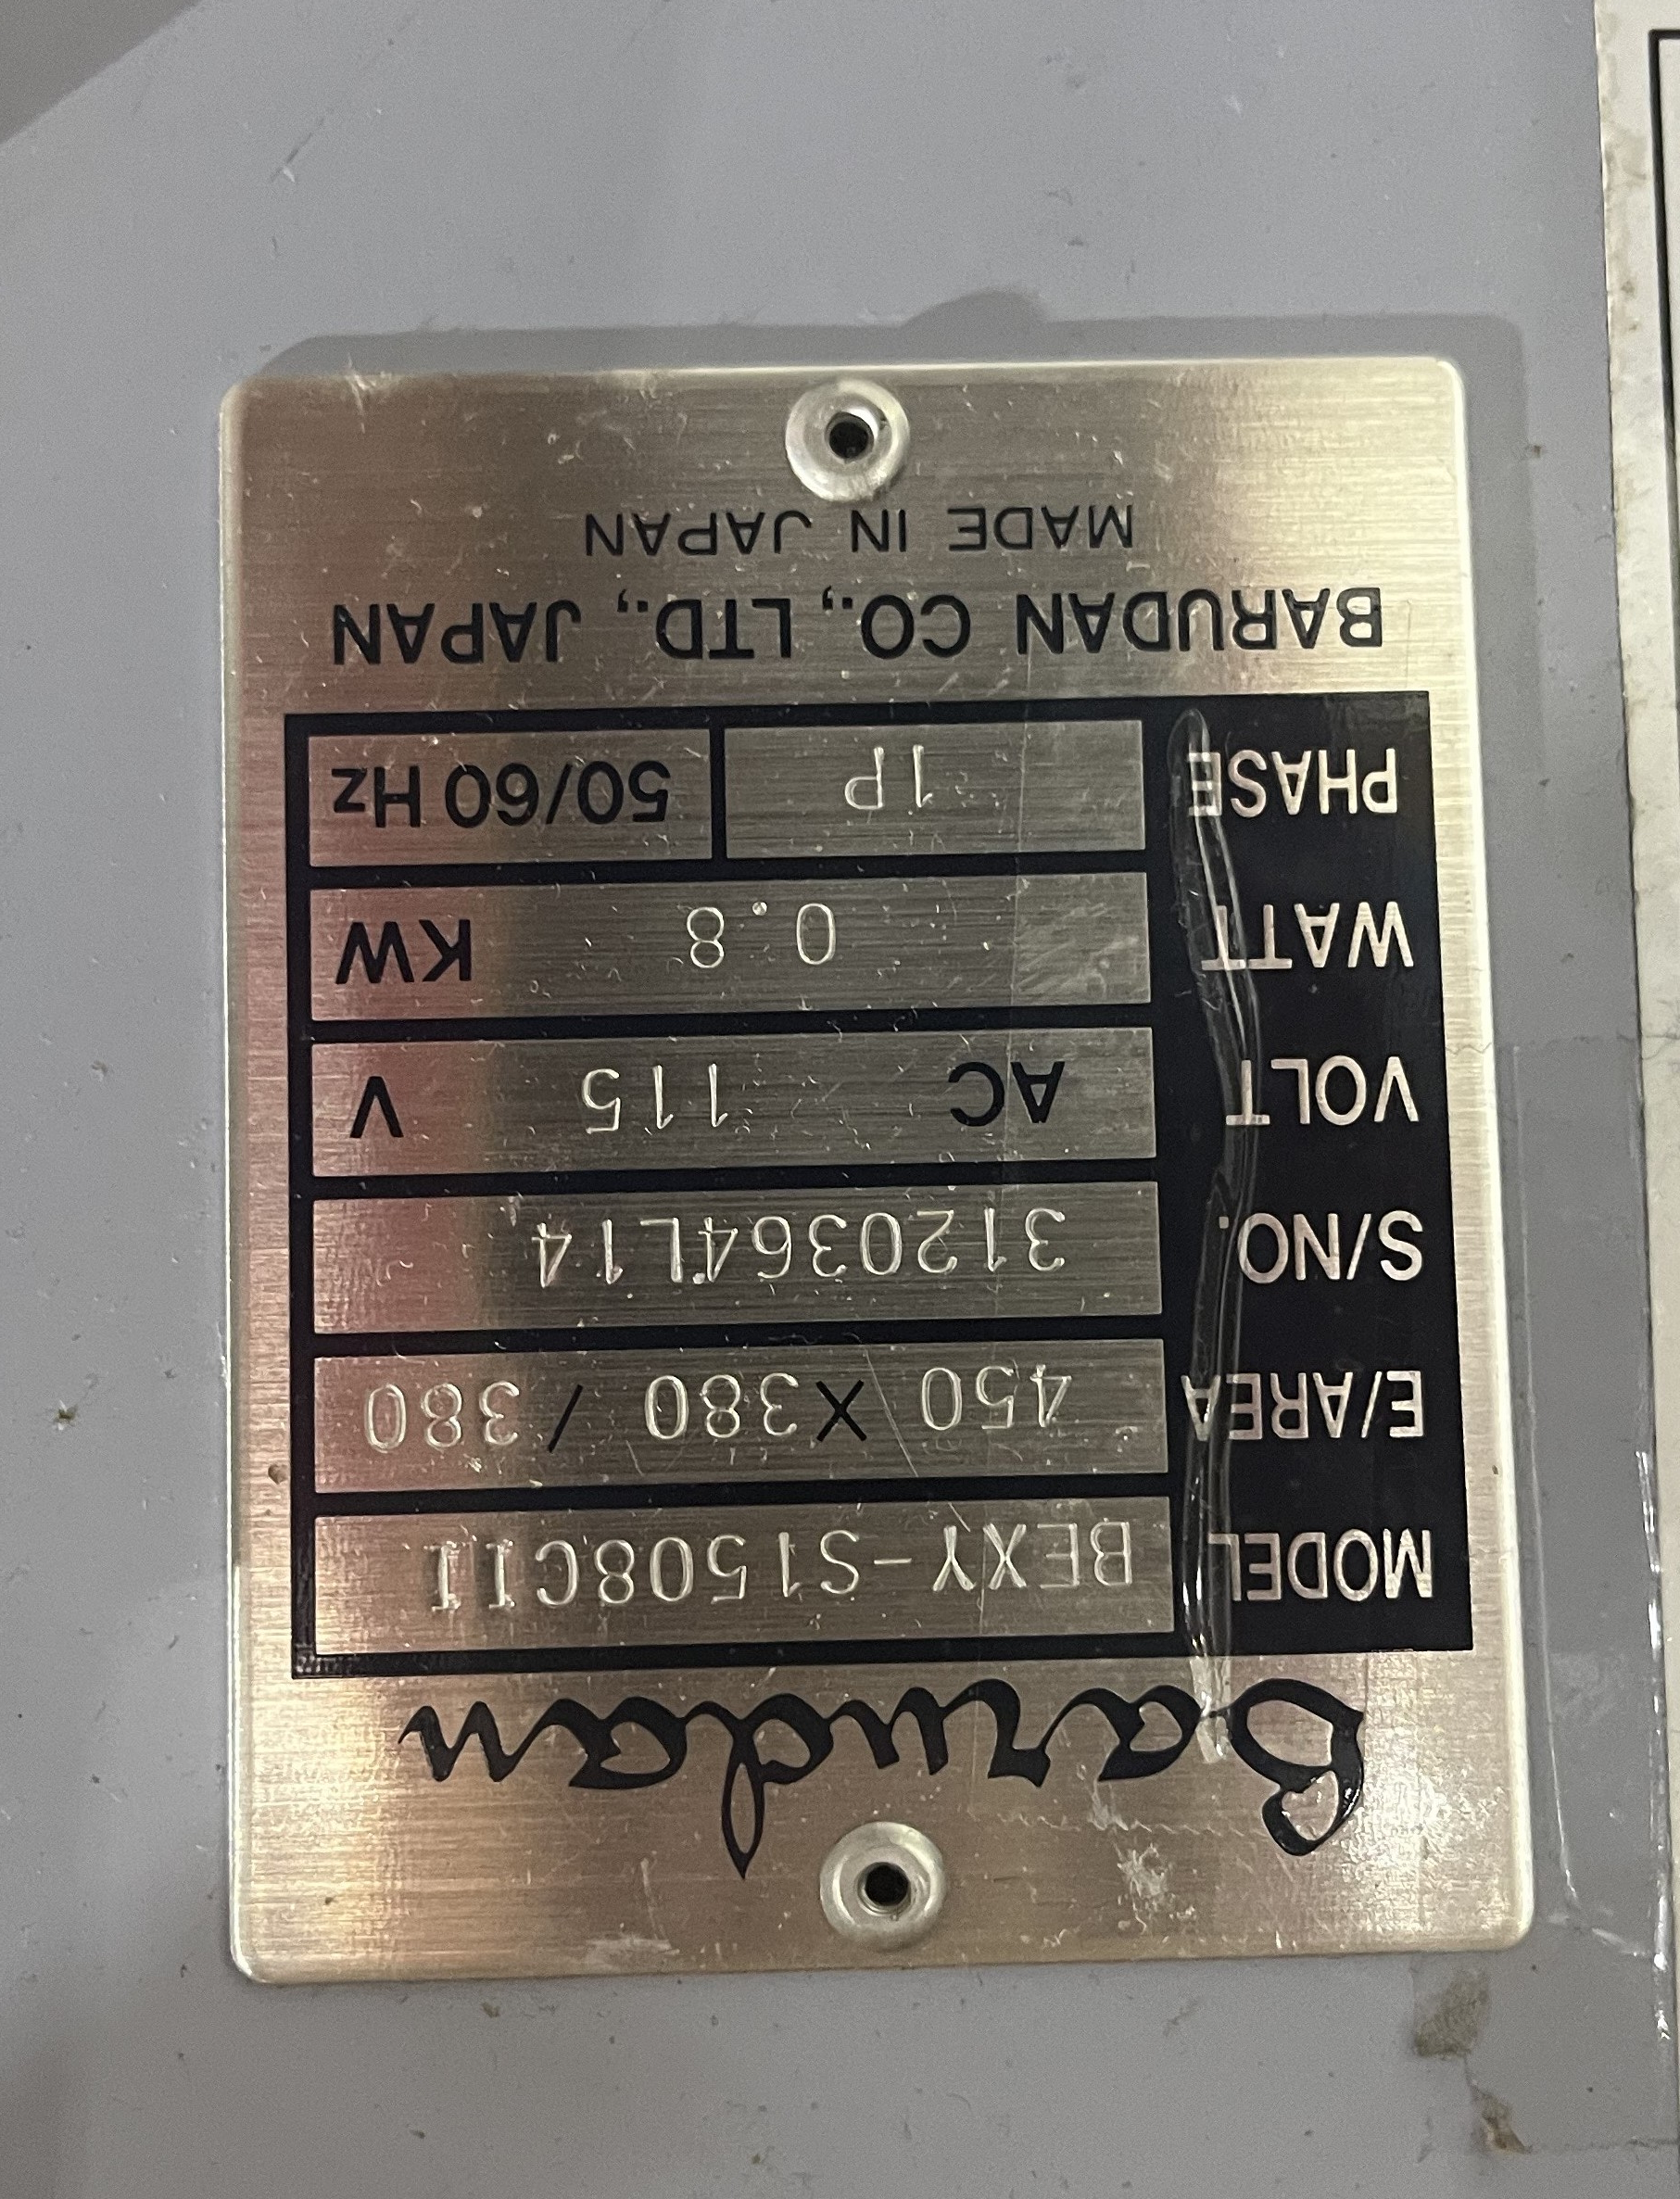 Barudan
MODEL BEXY-S1508CII
E/AREA 450 X 380 / 380
S/NO. 3120364L14
VOLT AC 115 V
WATT 0.8 KW
PHASE 1P 50/60 Hz
BARUDAN CO., LTD., JAPAN
MADE IN JAPAN